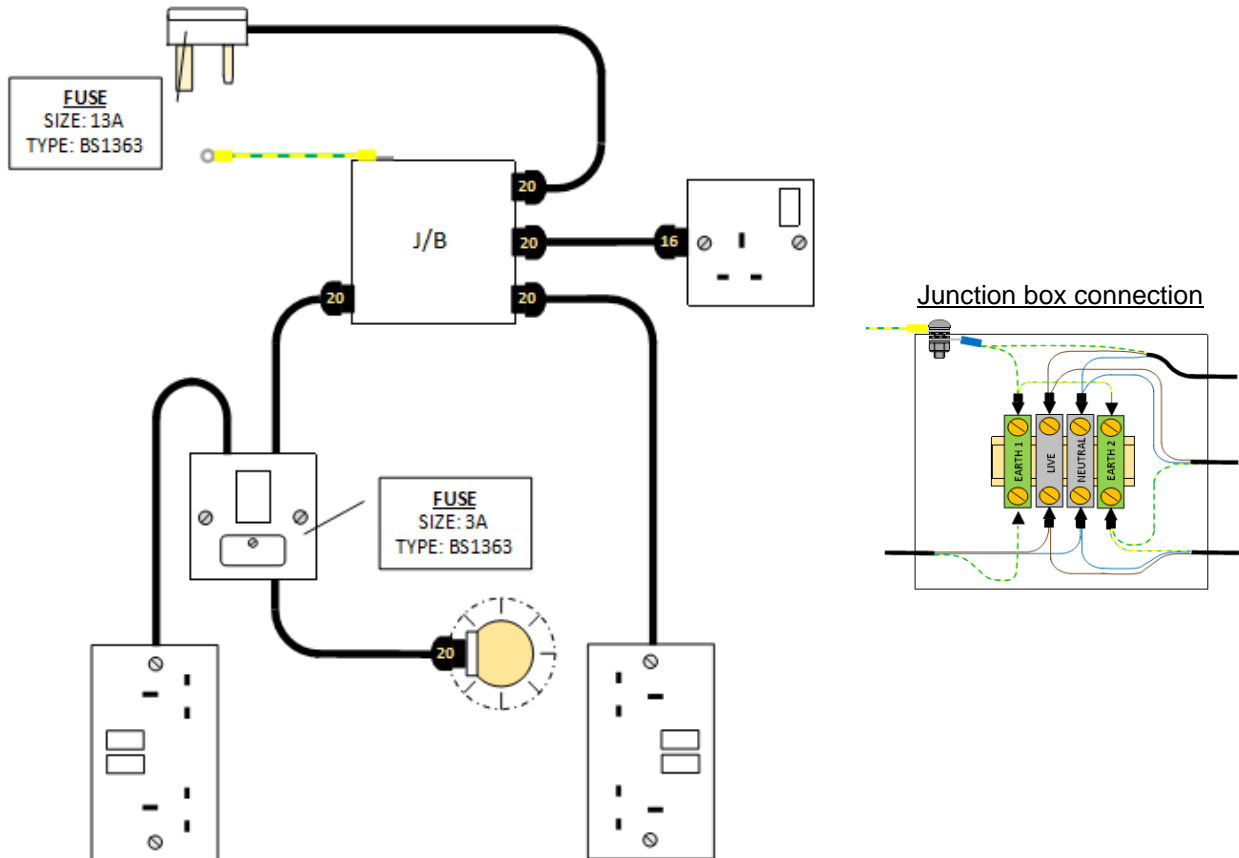 FUSE
SIZE: 13A
TYPE: BS1363
20
J/B
20
16
20
20
FUSE
SIZE: 3A
TYPE: BS1363
20
Junction box connection
EARTH 1
LIVE
NEUTRAL
EARTH 2